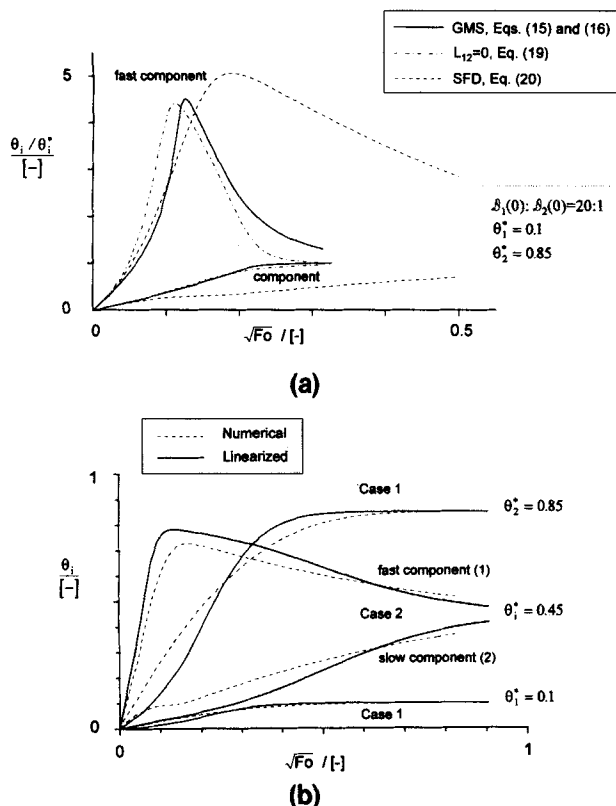 GMS, Eqs. (15) and (16)
L₁₂=0, Eq. (19)
SFD, Eq. (20)
fast component
5
θᵢ / θᵢ*
[−]
Đ₁(0): Đ₂(0)=20:1
θ₁* = 0.1
θ₂* = 0.85
component
0
0
0.5
√Fo / [-]
(a)
Numerical
Linearized
1
Case 1
θ₂* = 0.85
fast component (1)
θᵢ
[−]
Case 2
θᵢ* = 0.45
slow component (2)
θ₁* = 0.1
Case 1
0
0
1
√Fo / [-]
(b)